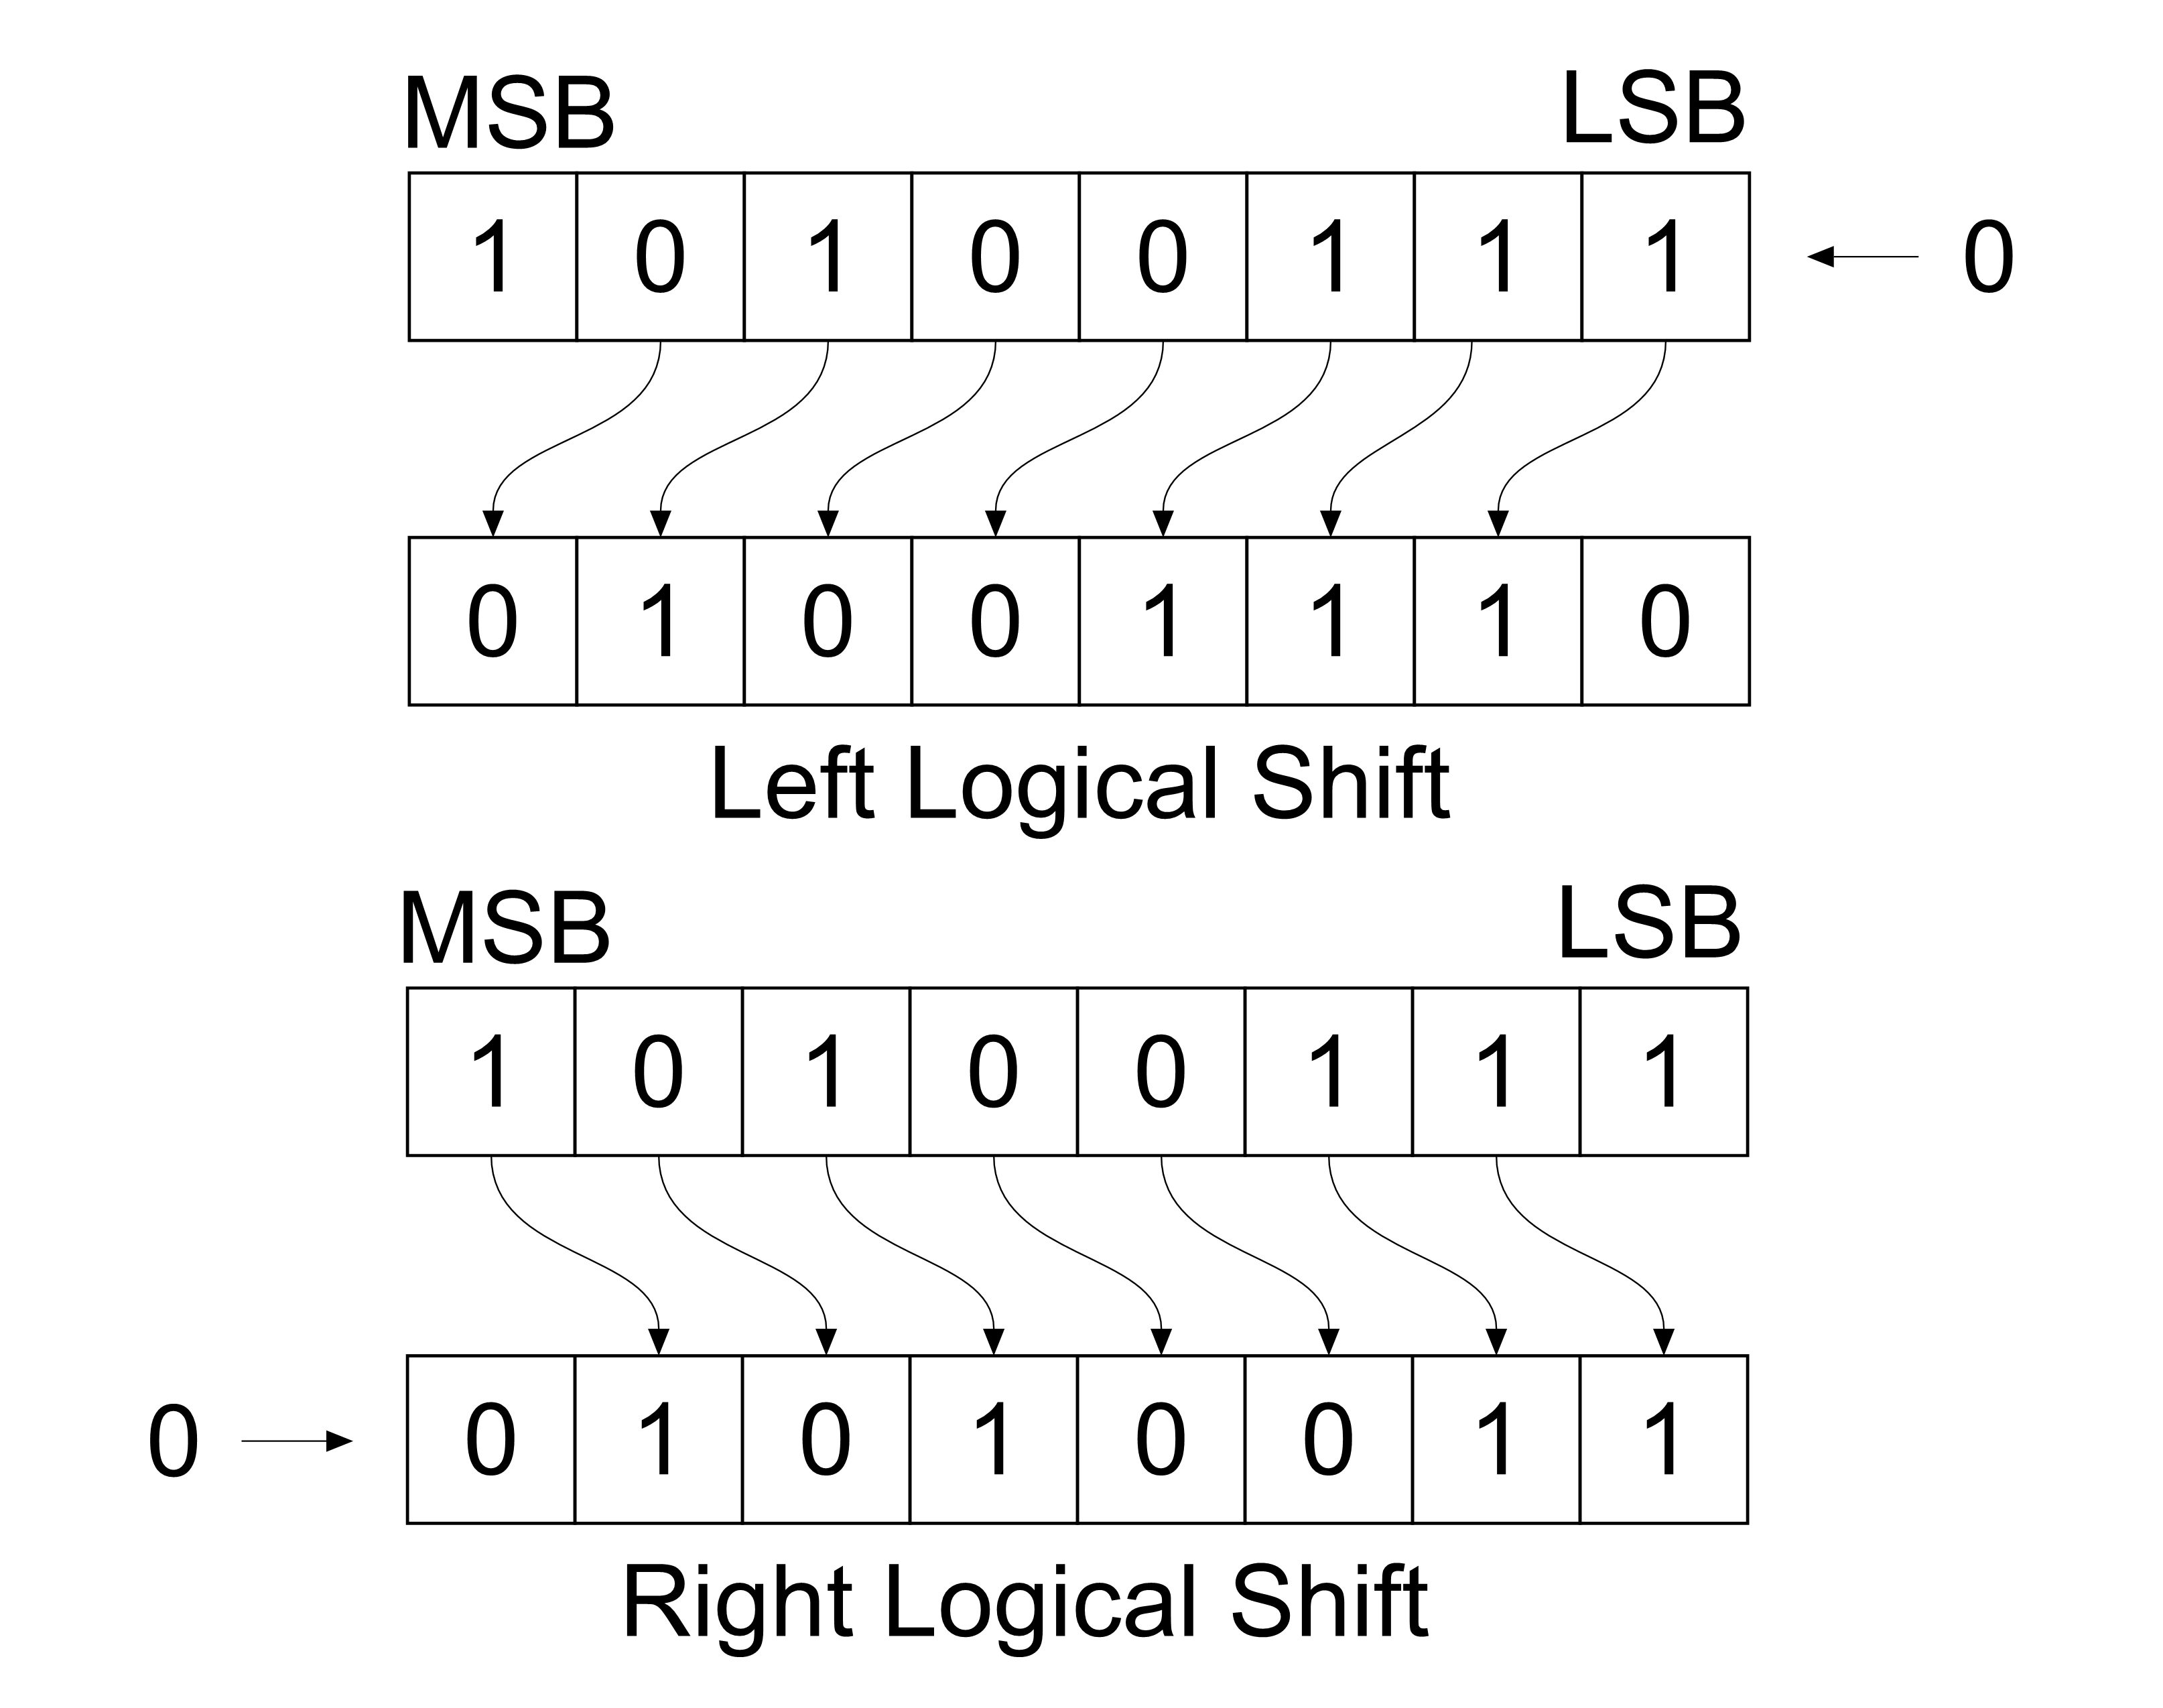 MSB LSB
1 0 1 0 0 1 1 1 0
0 1 0 0 1 1 1 0
Left Logical Shift
MSB LSB
1 0 1 0 0 1 1 1
0 0 1 0 1 0 0 1 1
Right Logical Shift